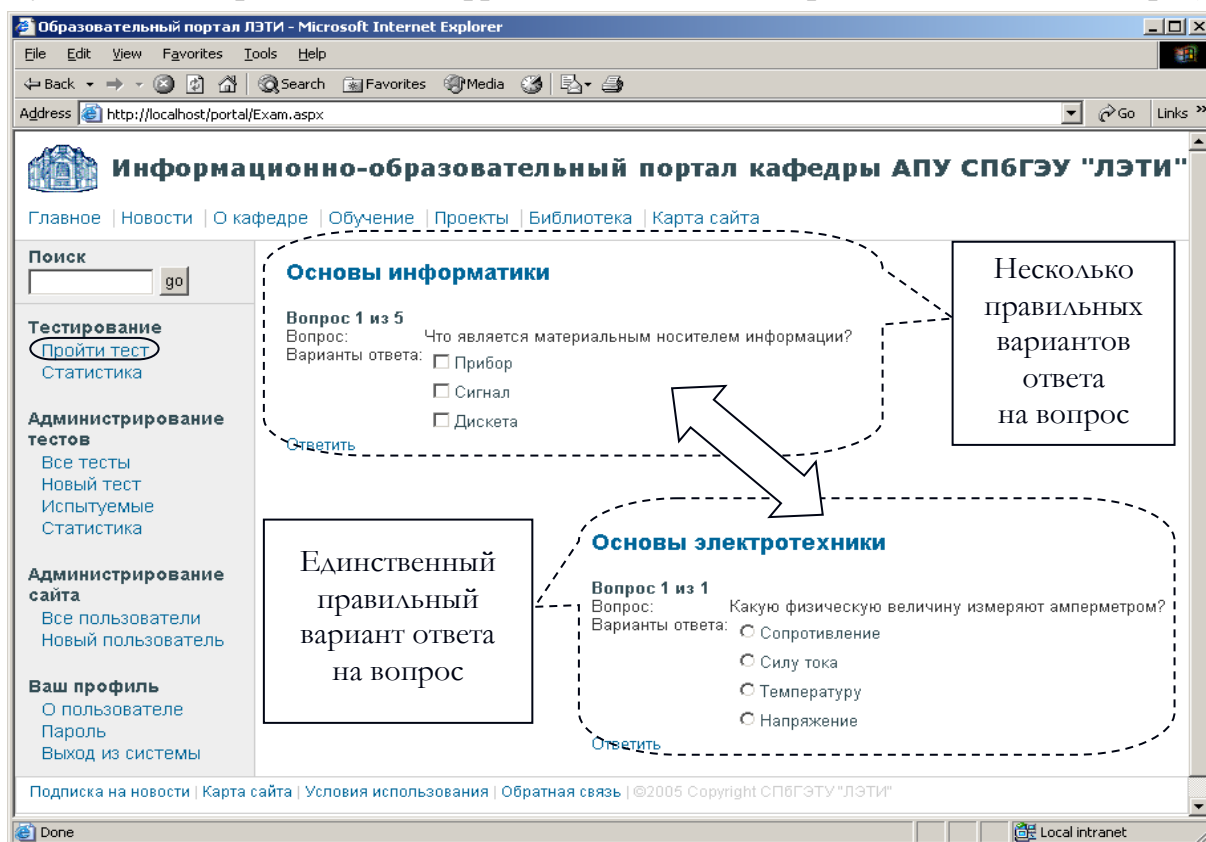 Образовательный портал ЛЭТИ - Microsoft Internet Explorer
File Edit View Favorites Tools Help
Back Search Favorites Media
Address http://localhost/portal/Exam.aspx Go Links »
Информационно-образовательный портал кафедры АПУ СПбГЭУ "ЛЭТИ"
Главное | Новости | О кафедре | Обучение | Проекты | Библиотека | Карта сайта
Поиск
go
Тестирование
Пройти тест
Статистика
Администрирование
тестов
Все тесты
Новый тест
Испытуемые
Статистика
Администрирование
сайта
Все пользователи
Новый пользователь
Ваш профиль
О пользователе
Пароль
Выход из системы
Основы информатики
Вопрос 1 из 5
Вопрос: Что является материальным носителем информации?
Варианты ответа: Прибор
Сигнал
Дискета
Ответить
Несколько
правильных
вариантов
ответа
на вопрос
Единственный
правильный
вариант ответа
на вопрос
Основы электротехники
Вопрос 1 из 1
Вопрос: Какую физическую величину измеряют амперметром?
Варианты ответа: Сопротивление
Силу тока
Температуру
Напряжение
Ответить
Подписка на новости | Карта сайта | Условия использования | Обратная связь | ©2005 Copyright СПбГЭТУ "ЛЭТИ"
Done Local intranet